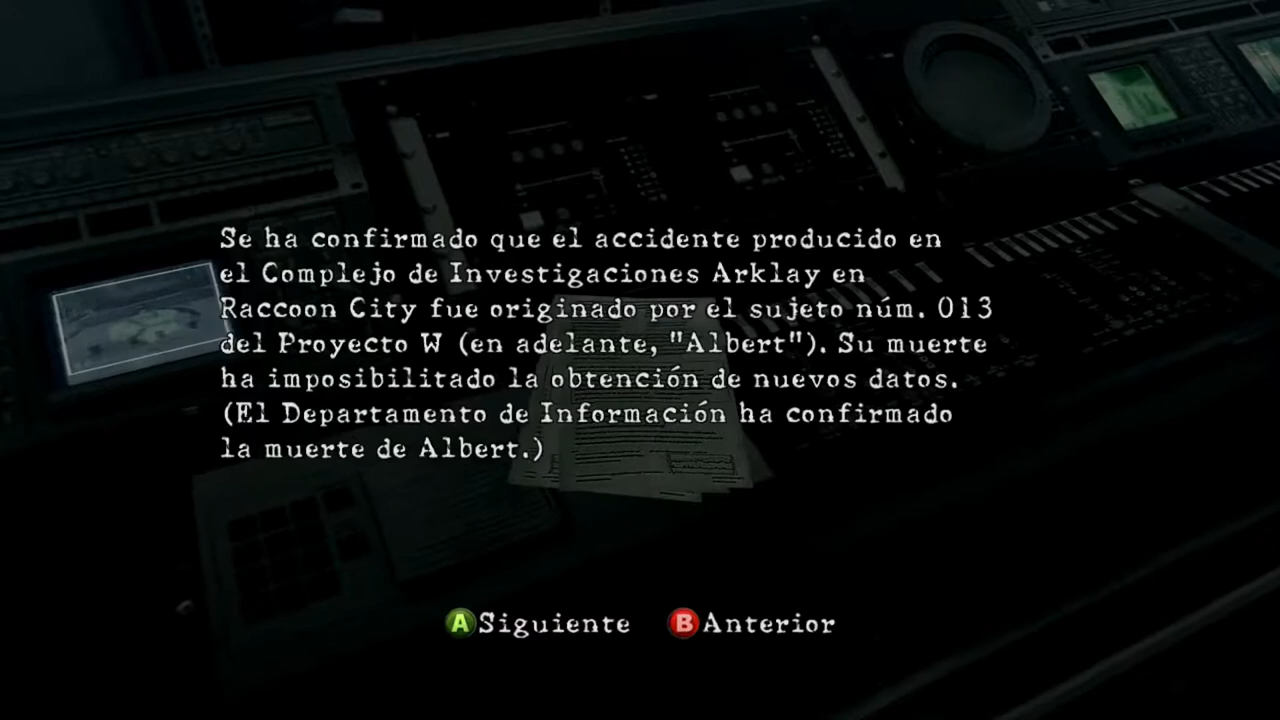 Se ha confirmado que el accidente producido en
el Complejo de Investigaciones Arklay en
Raccoon City fue originado por el sujeto núm. 013
del Proyecto W (en adelante, "Albert"). Su muerte
ha imposibilitado la obtención de nuevos datos.
(El Departamento de Información ha confirmado
la muerte de Albert.)
A Siguiente B Anterior